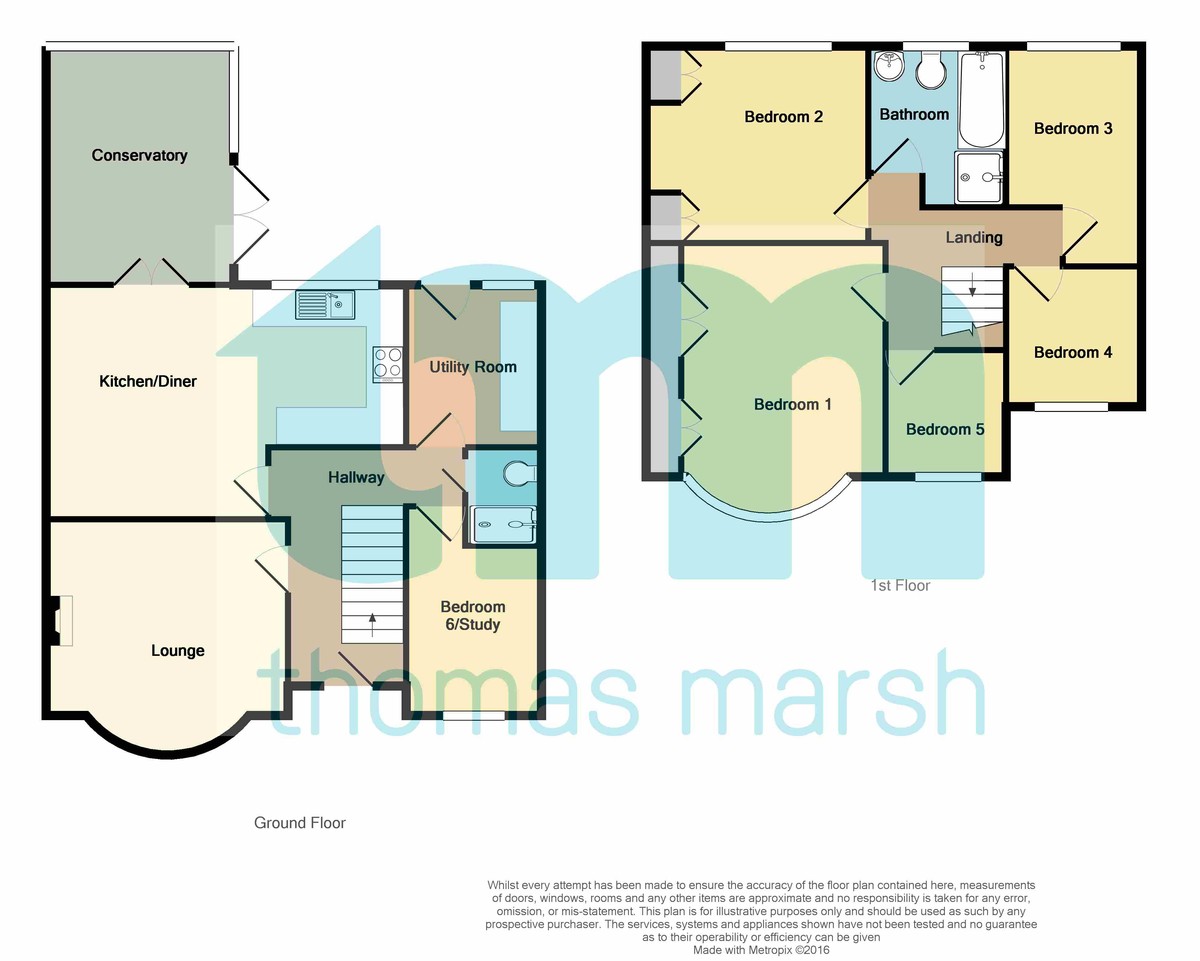 Conservatory
Kitchen/Diner
Utility Room
Hallway
Lounge
Bedroom
6/Study
Ground Floor
Bedroom 2
Bathroom
Bedroom 3
Landing
Bedroom 1
Bedroom 4
Bedroom 5
1st Floor
tm
thomas marsh
Whilst every attempt has been made to ensure the accuracy of the floor plan contained here, measurements
of doors, windows, rooms and any other items are approximate and no responsibility is taken for any error,
omission, or mis-statement. This plan is for illustrative purposes only and should be used as such by any
prospective purchaser. The services, systems and appliances shown have not been tested and no guarantee
as to their operability or efficiency can be given
Made with Metropix ©2016